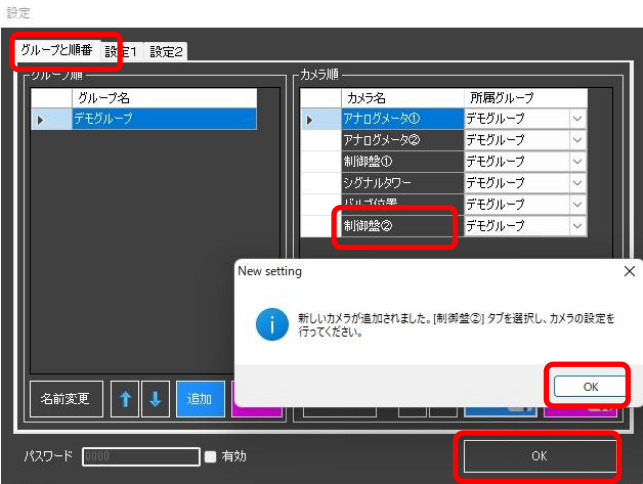 設定
グループと順番 設定1 設定2
グループ順
カメラ順
グループ名
デモグループ
カメラ名 所属グループ
アナログメータ① デモグループ
アナログメータ② デモグループ
制御盤① デモグループ
シグナルタワー デモグループ
バルブ位置 デモグループ
制御盤② デモグループ
New setting
新しいカメラが追加されました。[制御盤②] タブを選択し、カメラの設定を
行ってください。
OK
名前変更 追加
パスワード 0000 有効
OK